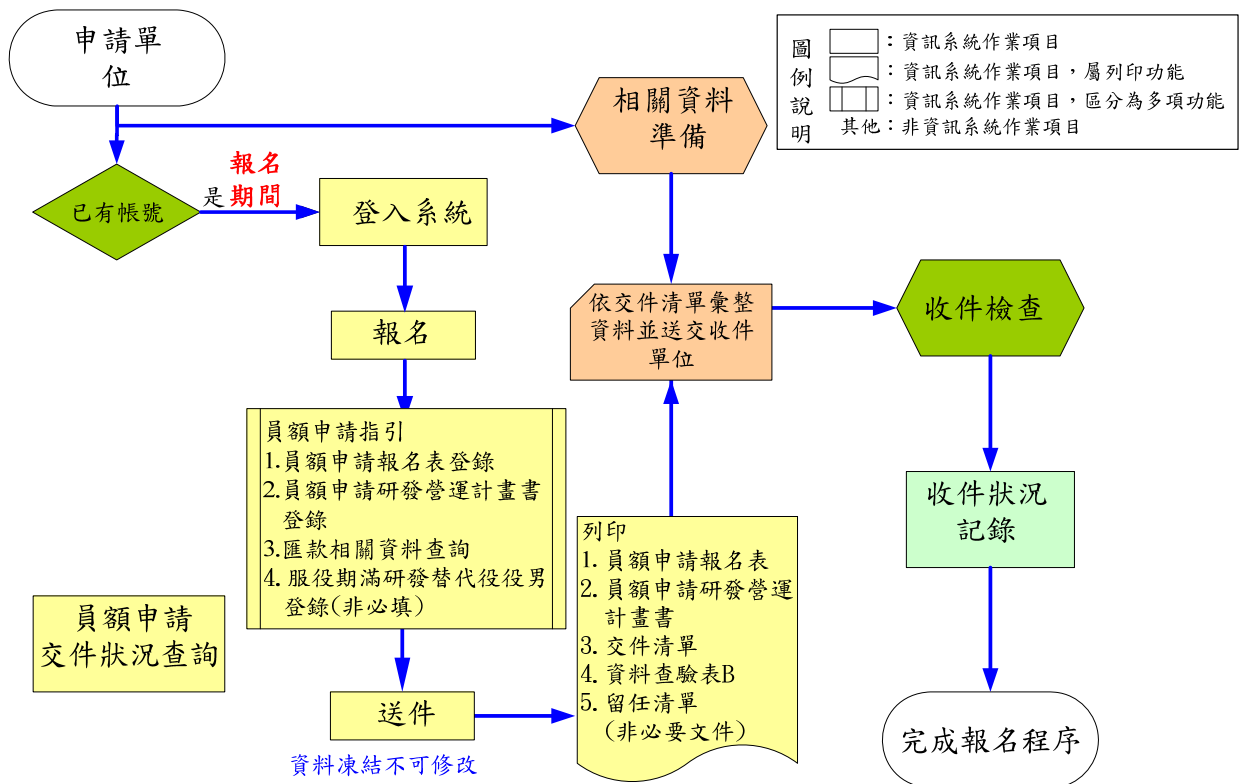 申請單
位
圖例說明
：資訊系統作業項目
：資訊系統作業項目，屬列印功能
：資訊系統作業項目，區分為多項功能
其他：非資訊系統作業項目
相關資料
準備
已有帳號
是
報名
期間
登入系統
報名
依交件清單彙整
資料並送交收件
單位
收件檢查
員額申請指引
1.員額申請報名表登錄
2.員額申請研發營運計畫書
登錄
3.匯款相關資料查詢
4. 服役期滿研發替代役役男
登錄(非必填)
收件狀況
記錄
列印
1. 員額申請報名表
2. 員額申請研發營運
計畫書
3. 交件清單
4. 資料查驗表B
5. 留任清單
(非必要文件)
員額申請
交件狀況查詢
送件
資料凍結不可修改
完成報名程序